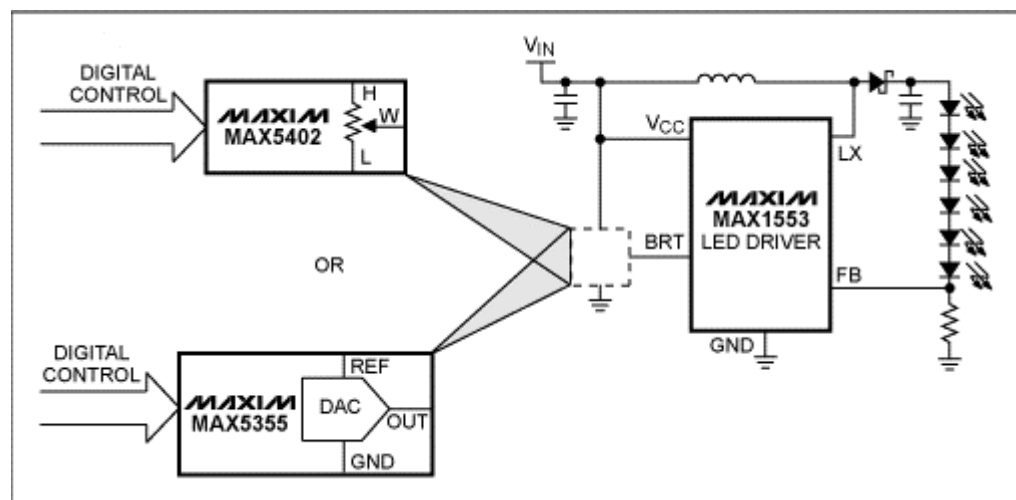 DIGITAL
CONTROL
MAXIM
MAX5402
H
W
L
OR
DIGITAL
CONTROL
MAXIM
MAX5355
REF
DAC
OUT
GND
VIN
VCC
LX
MAXIM
MAX1553
LED DRIVER
BRT
FB
GND